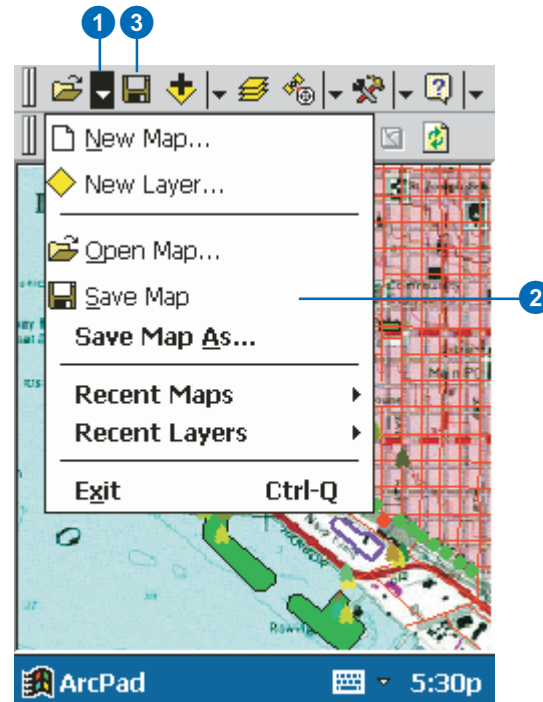 1 3
New Map...
New Layer...
Open Map...
Save Map
2
Save Map As...
Recent Maps
Recent Layers
Exit Ctrl-Q
ArcPad 5:30p